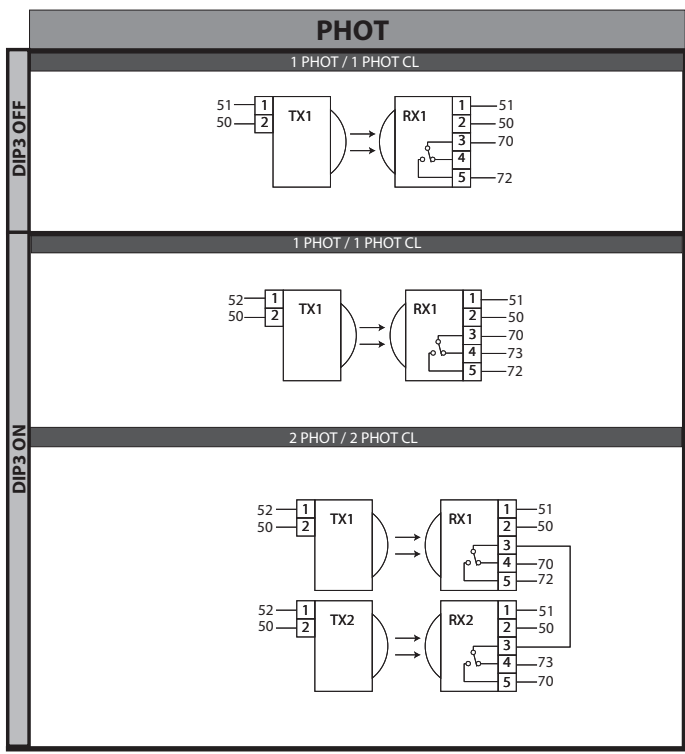 PHOT
DIP3 OFF
1 PHOT / 1 PHOT CL
51 1 TX1 RX1 1 51
50 2 2 50
3 70
4
5 72
DIP3 ON
1 PHOT / 1 PHOT CL
52 1 TX1 RX1 1 51
50 2 2 50
3 70
4 73
5 72
2 PHOT / 2 PHOT CL
52 1 TX1 RX1 1 51
50 2 2 50
3
4 70
5 72
52 1 TX2 RX2 1 51
50 2 2 50
3
4 73
5 70